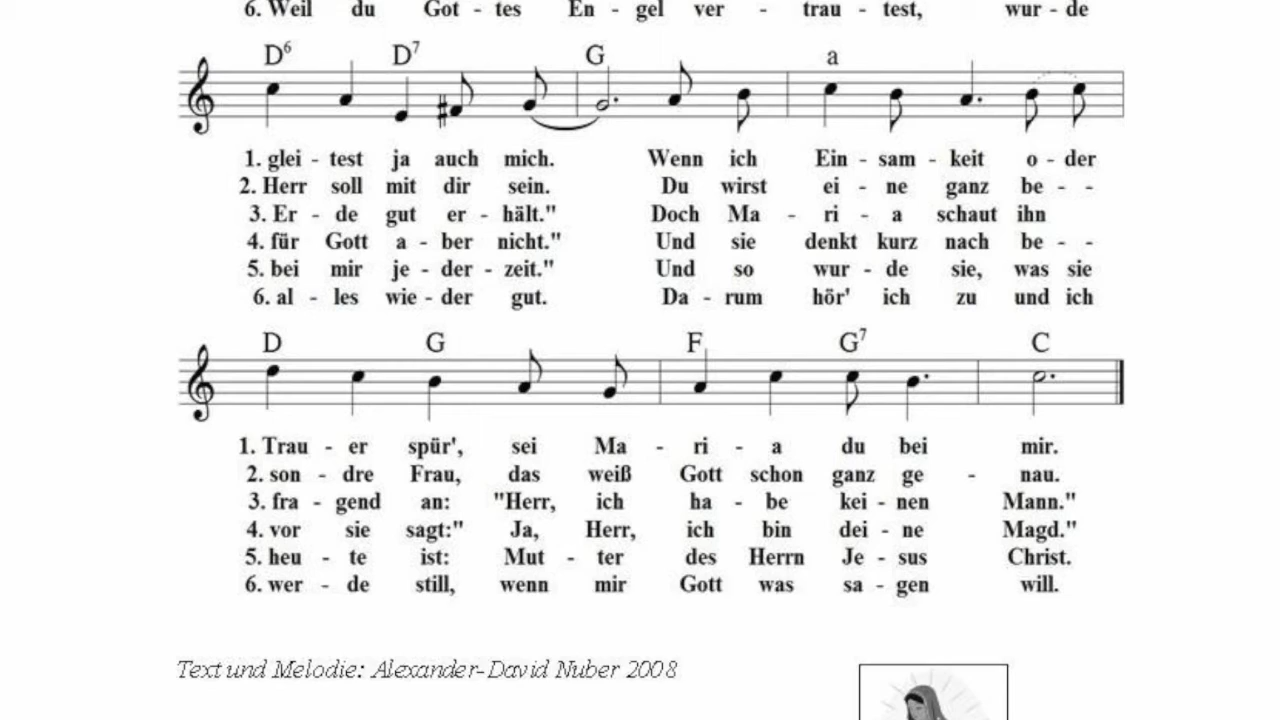 6. Weil du Got - tes En - gel ver - trau - test, wur - de
D6 D7 G a
1. glei - test ja auch mich. Wenn ich Ein - sam - keit o - der
2. Herr soll mit dir sein. Du wirst ei - ne ganz be - -
3. Er - de gut er - hält." Doch Ma - ri - a schaut ihn
4. für Gott a - ber nicht." Und sie denkt kurz nach be - -
5. bei mir je - der - zeit." Und so wur - de sie, was sie
6. al - les wie - der gut. Da - rum hör' ich zu und ich
D G F G7 C
1. Trau - er spür', sei Ma - ri - a du bei mir.
2. son - dre Frau, das weiß Gott schon ganz ge - nau.
3. fra - gend an: "Herr, ich ha - be kei - nen Mann."
4. vor sie sagt:" Ja, Herr, ich bin dei - ne Magd."
5. heu - te ist: Mut - ter des Herrn Je - sus Christ.
6. wer - de still, wenn mir Gott was sa - gen will.
Text und Melodie: Alexander-David Nuber 2008